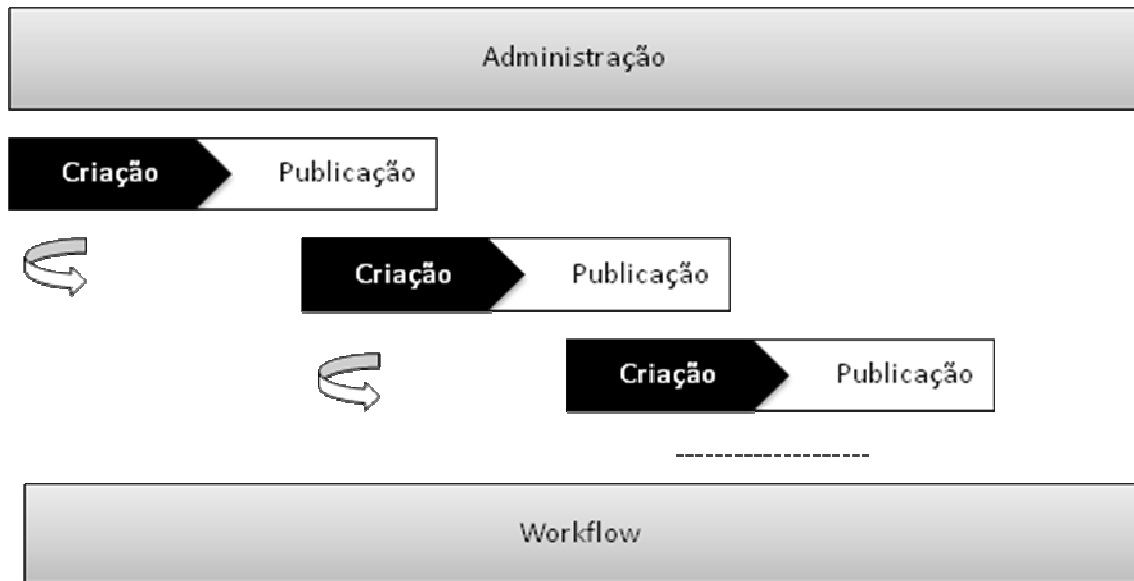 Administração
Criação Publicação
Criação Publicação
Criação Publicação
--------------------
Workflow